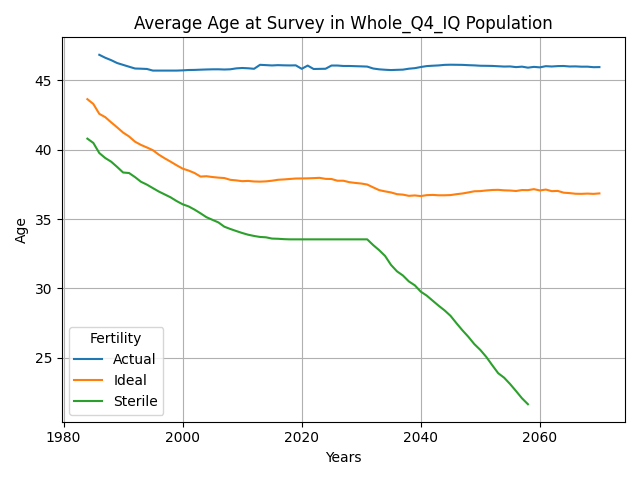 Average Age at Survey in Whole_Q4_IQ Population
Age
45
40
35
30
25
Fertility
Actual
Ideal
Sterile
1980
2000
2020
2040
2060
Years